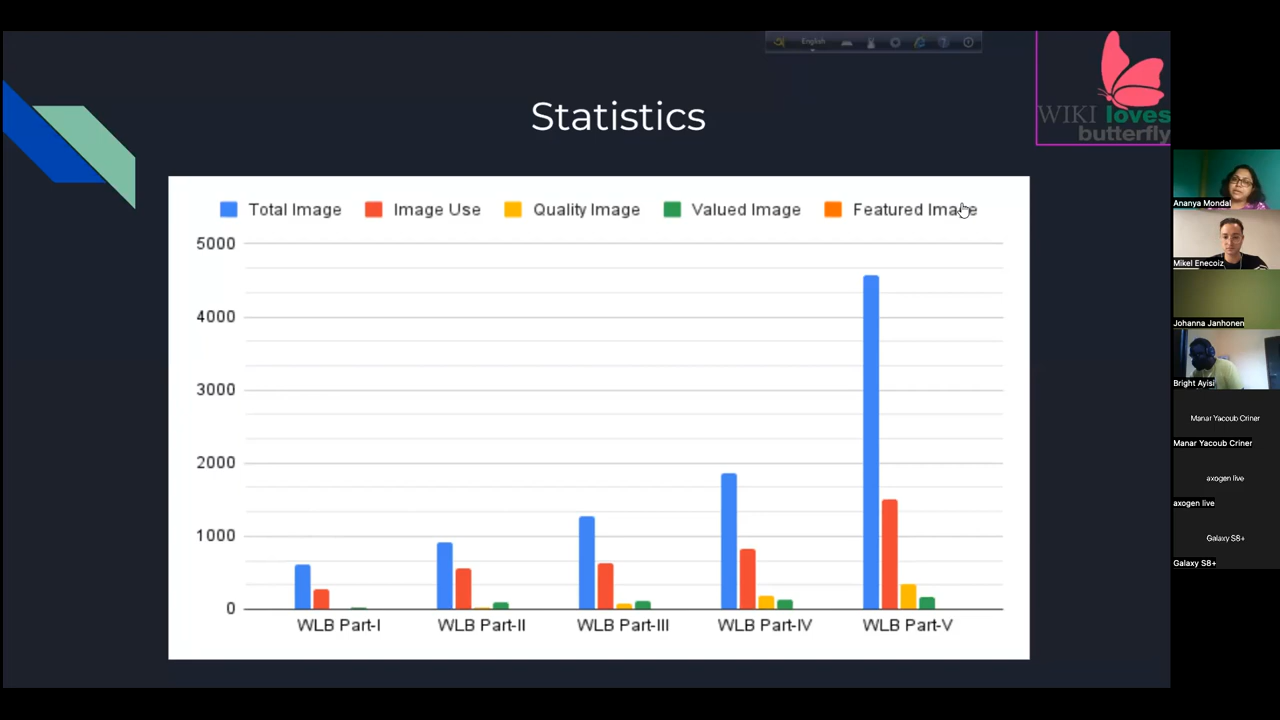 English
Statistics
WIKI loves
butterfly
Total Image
Image Use
Quality Image
Valued Image
Featured Image
5000
4000
3000
2000
1000
0
WLB Part-I
WLB Part-II
WLB Part-III
WLB Part-IV
WLB Part-V
Ananya Mondal
Mikel Enecoiz
Johanna Janhonen
Bright Ayisi
Manar Yacoub Criner
Manar Yacoub Criner
axogen live
axogen live
Galaxy S8+
Galaxy S8+